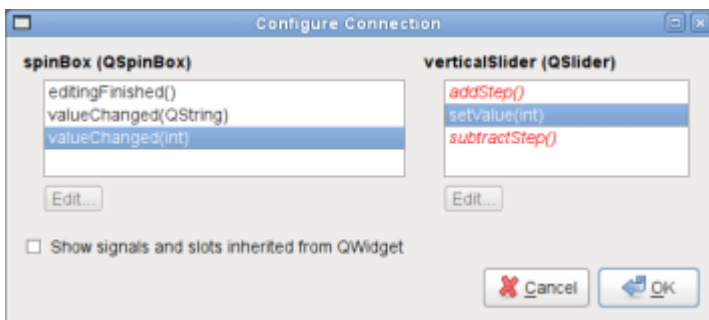 Configure Connection
spinBox (QSpinBox)
editingFinished()
valueChanged(QString)
valueChanged(int)
Edit...
verticalSlider (QSlider)
addStep()
setValue(int)
subtractStep()
Edit...
Show signals and slots inherited from QWidget
Cancel
OK